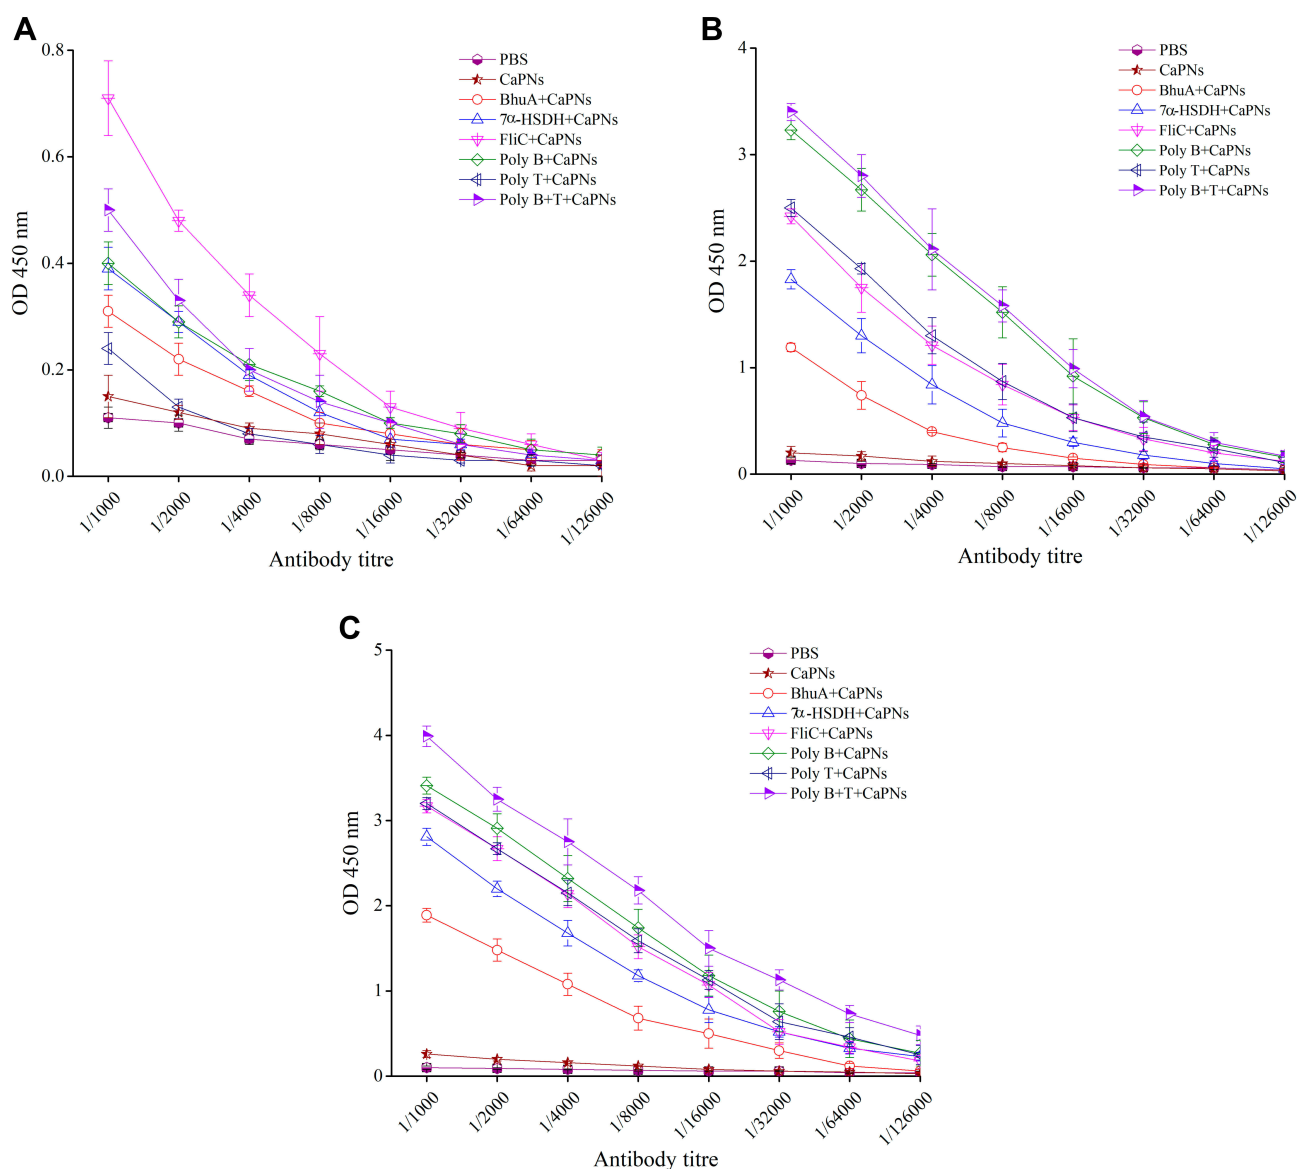 A
0.8
0.6
0.4
0.2
0.0
OD 450 nm
PBS
CaPNs
BhuA+CaPNs
7α-HSDH+CaPNs
FliC+CaPNs
Poly B+CaPNs
Poly T+CaPNs
Poly B+T+CaPNs
1/1000
1/2000
1/4000
1/8000
1/16000
1/32000
1/64000
1/126000
Antibody titre
B
4
3
2
1
0
OD 450 nm
PBS
CaPNs
BhuA+CaPNs
7α-HSDH+CaPNs
FliC+CaPNs
Poly B+CaPNs
Poly T+CaPNs
Poly B+T+CaPNs
1/1000
1/2000
1/4000
1/8000
1/16000
1/32000
1/64000
1/126000
Antibody titre
C
5
4
3
2
1
0
OD 450 nm
PBS
CaPNs
BhuA+CaPNs
7α-HSDH+CaPNs
FliC+CaPNs
Poly B+CaPNs
Poly T+CaPNs
Poly B+T+CaPNs
1/1000
1/2000
1/4000
1/8000
1/16000
1/32000
1/64000
1/126000
Antibody titre